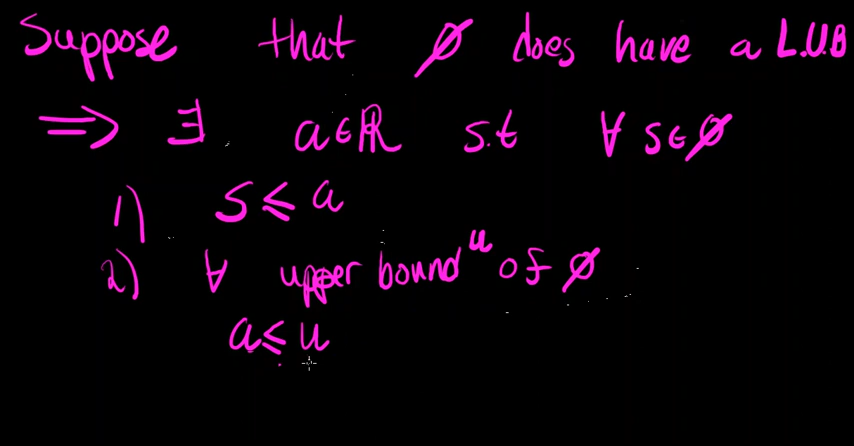 Suppose that ∅ does have a L.U.B
⟹ ∃ a∈ℝ s.t ∀ s∈∅
1) s ⩽ a
2) ∀ upper bound u of ∅
a ⩽ u